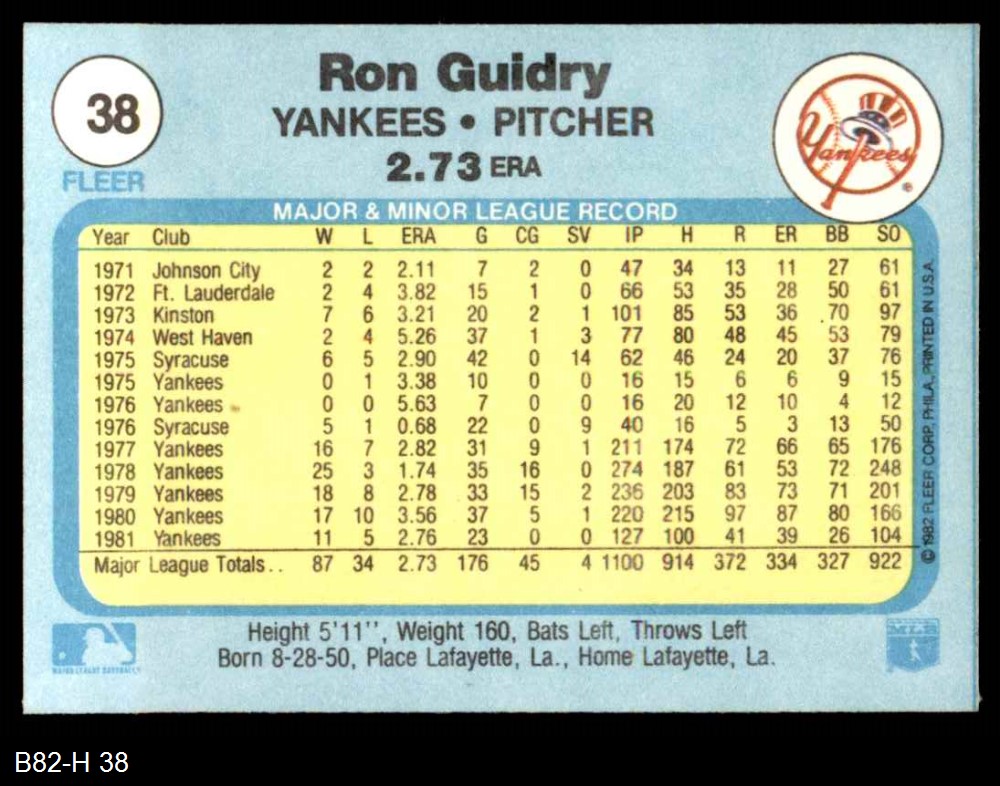 Ron Guidry
38
YANKEES • PITCHER
Yankees
®
2.73 ERA
FLEER
MAJOR & MINOR LEAGUE RECORD
Year Club W L ERA G CG SV IP H R ER BB SO
1971 Johnson City 2 2 2.11 7 2 0 47 34 13 11 27 61
1972 Ft. Lauderdale 2 4 3.82 15 1 0 66 53 35 28 50 61
1973 Kinston 7 6 3.21 20 2 1 101 85 53 36 70 97
1974 West Haven 2 4 5.26 37 1 3 77 80 48 45 53 79
1975 Syracuse 6 5 2.90 42 0 14 62 46 24 20 37 76
1975 Yankees 0 1 3.38 10 0 0 16 15 6 6 9 15
1976 Yankees 0 0 5.63 7 0 0 16 20 12 10 4 12
1976 Syracuse 5 1 0.68 22 0 9 40 16 5 3 13 50
1977 Yankees 16 7 2.82 31 9 1 211 174 72 66 65 176
1978 Yankees 25 3 1.74 35 16 0 274 187 61 53 72 248
1979 Yankees 18 8 2.78 33 15 2 236 203 83 73 71 201
1980 Yankees 17 10 3.56 37 5 1 220 215 97 87 80 166
1981 Yankees 11 5 2.76 23 0 0 127 100 41 39 26 104
Major League Totals.. 87 34 2.73 176 45 4 1100 914 372 334 327 922
© 1982 FLEER CORP., PHILA., PRINTED IN U.S.A.
Height 5'11'', Weight 160, Bats Left, Throws Left
Born 8-28-50, Place Lafayette, La., Home Lafayette, La.
MAJOR LEAGUE BASEBALL
MLB
B82-H 38